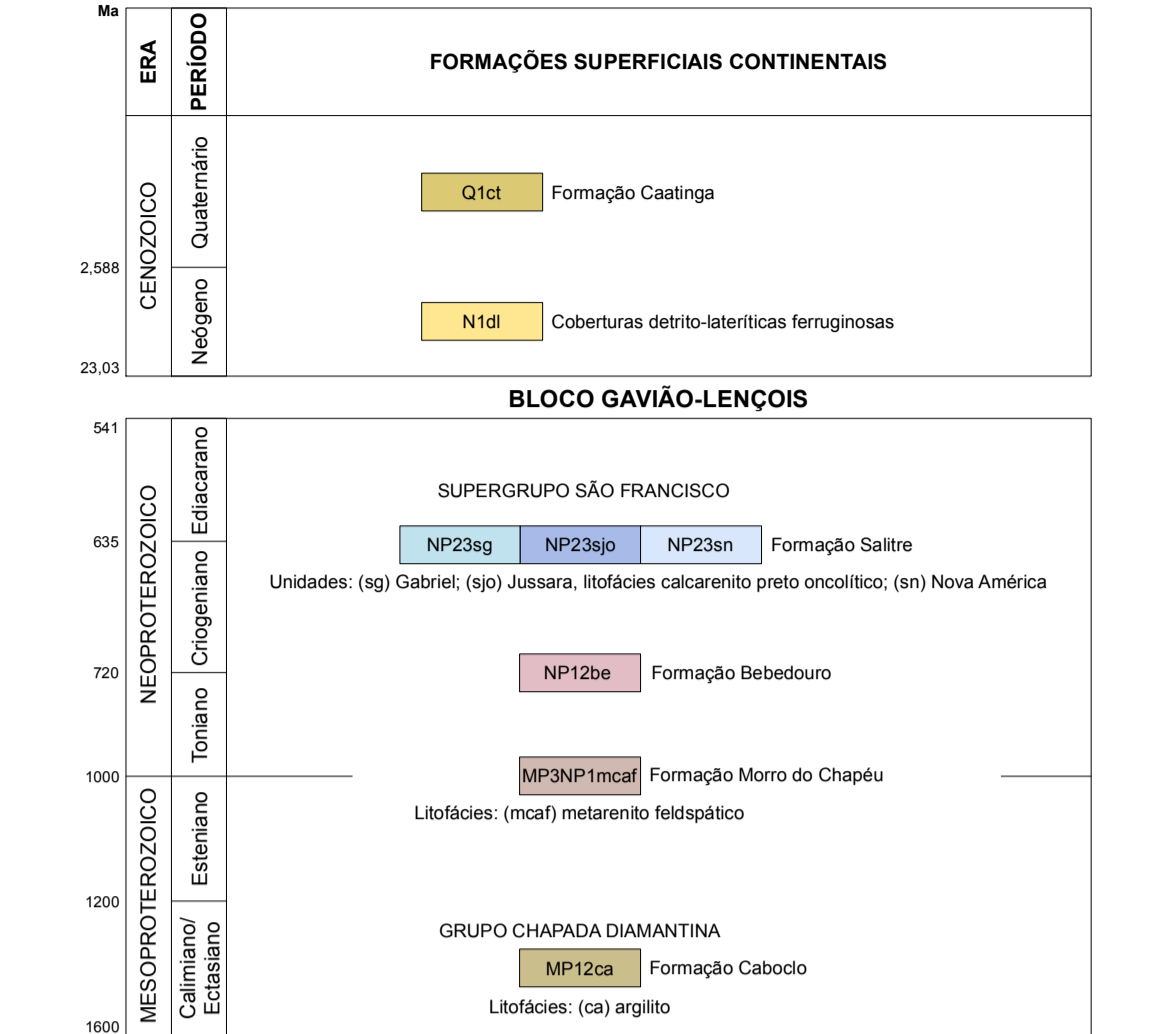 Ma
ERA
PERÍODO
FORMAÇÕES SUPERFICIAIS CONTINENTAIS
CENOZOICO
Quaternário
Q1ct
Formação Caatinga
2,588
Neógeno
N1dl
Coberturas detrito-lateríticas ferruginosas
23,03
BLOCO GAVIÃO-LENÇOIS
541
NEOPROTEROZOICO
Ediacarano
SUPERGRUPO SÃO FRANCISCO
635
NP23sg
NP23sjo
NP23sn
Formação Salitre
Unidades: (sg) Gabriel; (sjo) Jussara, litofácies calcarenito preto oncolítico; (sn) Nova América
Criogeniano
720
NP12be
Formação Bebedouro
Toniano
1000
MP3NP1mcaf
Formação Morro do Chapéu
Litofácies: (mcaf) metarenito feldspático
MESOPROTEROZOICO
Esteniano
1200
Calimiano/
Ectasiano
GRUPO CHAPADA DIAMANTINA
MP12ca
Formação Caboclo
Litofácies: (ca) argilito
1600